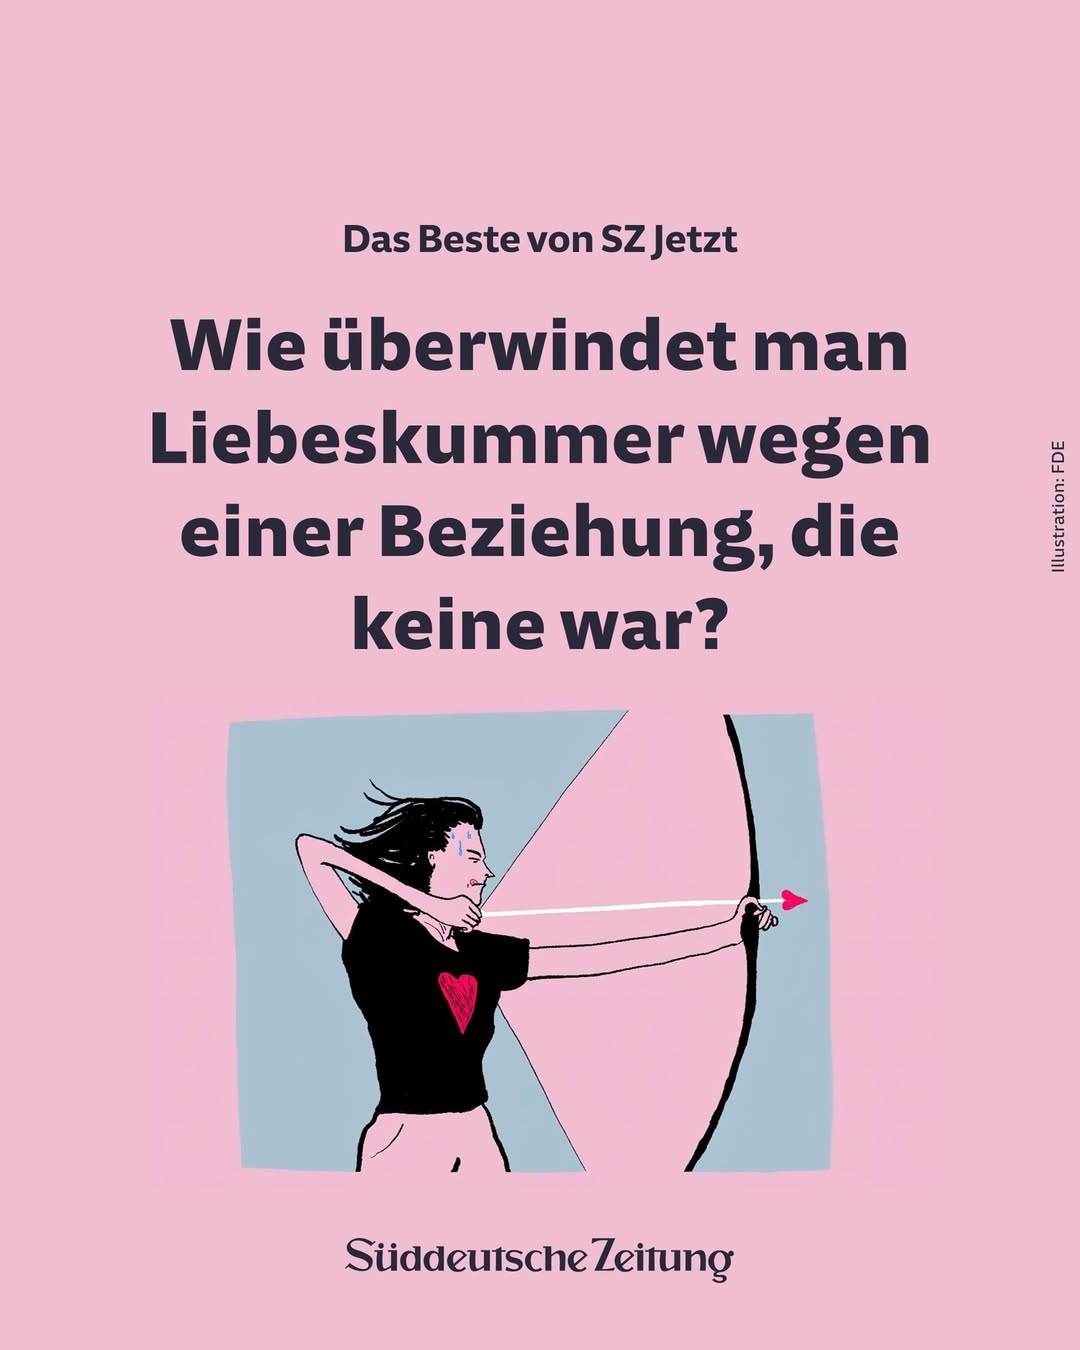 Das Beste von SZ Jetzt
Wie überwindet man
Liebeskummer wegen
einer Beziehung, die
keine war?
Illustration: FDE
Süddeutsche Zeitung